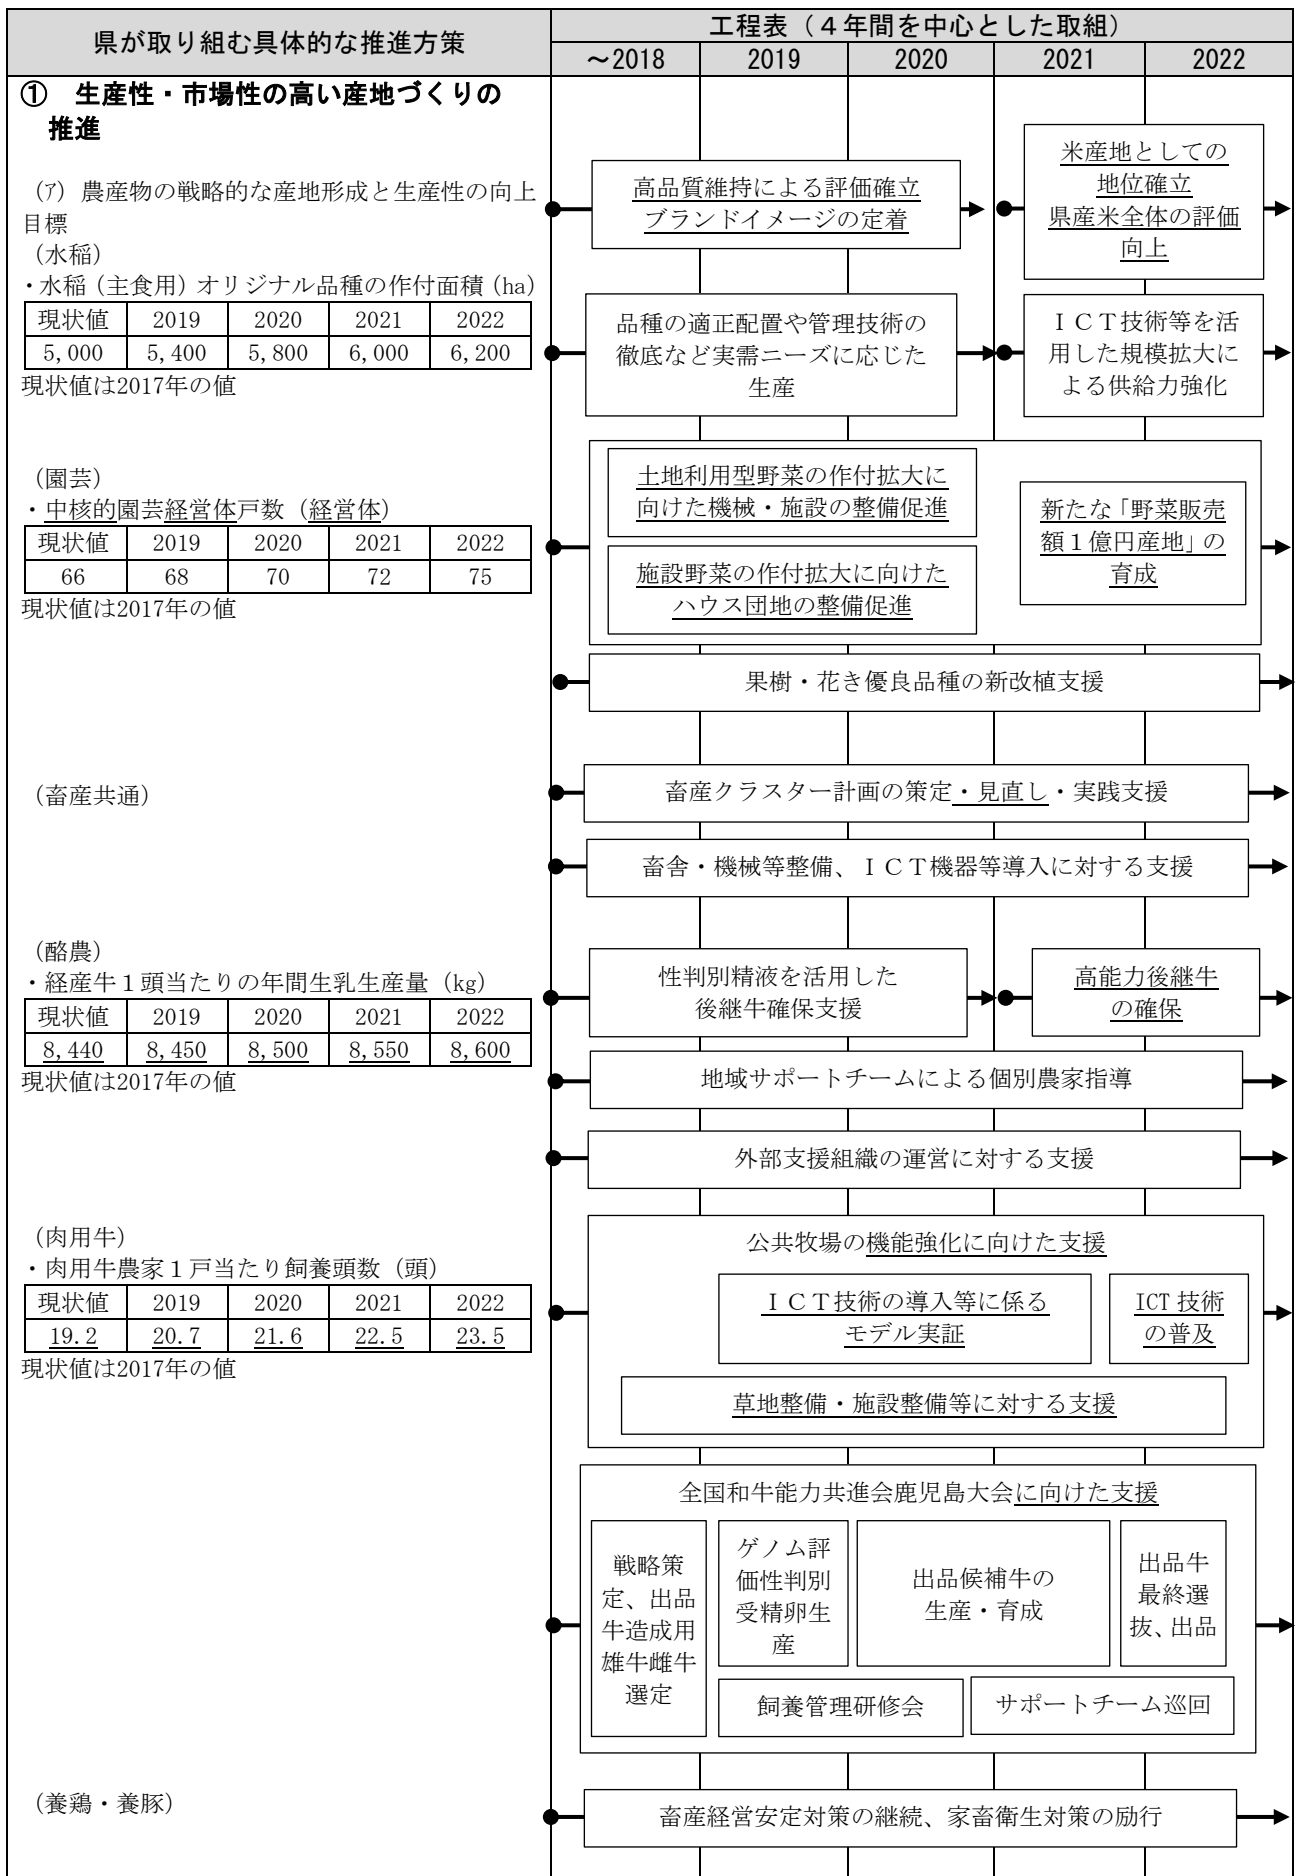 県が取り組む具体的な推進方策
工程表（４年間を中心とした取組）
～2018 2019 2020 2021 2022
① 生産性・市場性の高い産地づくりの
推進
(ｱ) 農産物の戦略的な産地形成と生産性の向上
目標
（水稲）
・水稲（主食用）オリジナル品種の作付面積（ha）
現状値 2019 2020 2021 2022
5,000 5,400 5,800 6,000 6,200
現状値は2017年の値
高品質維持による評価確立
ブランドイメージの定着
米産地としての
地位確立
県産米全体の評価
向上
品種の適正配置や管理技術の
徹底など実需ニーズに応じた
生産
ＩＣＴ技術等を活
用した規模拡大に
よる供給力強化
（園芸）
・中核的園芸経営体戸数（経営体）
現状値 2019 2020 2021 2022
66 68 70 72 75
現状値は2017年の値
土地利用型野菜の作付拡大に
向けた機械・施設の整備促進
施設野菜の作付拡大に向けた
ハウス団地の整備促進
新たな「野菜販売
額１億円産地」の
育成
果樹・花き優良品種の新改植支援
（畜産共通）
畜産クラスター計画の策定・見直し・実践支援
畜舎・機械等整備、ＩＣＴ機器等導入に対する支援
（酪農）
・経産牛１頭当たりの年間生乳生産量（kg）
現状値 2019 2020 2021 2022
8,440 8,450 8,500 8,550 8,600
現状値は2017年の値
性判別精液を活用した
後継牛確保支援
高能力後継牛
の確保
地域サポートチームによる個別農家指導
外部支援組織の運営に対する支援
（肉用牛）
・肉用牛農家１戸当たり飼養頭数（頭）
現状値 2019 2020 2021 2022
19.2 20.7 21.6 22.5 23.5
現状値は2017年の値
公共牧場の機能強化に向けた支援
ＩＣＴ技術の導入等に係る
モデル実証
ICT 技術
の普及
草地整備・施設整備等に対する支援
全国和牛能力共進会鹿児島大会に向けた支援
戦略策
定、出品
牛造成用
雄牛雌牛
選定
ゲノム評
価性判別
受精卵生
産
出品候補牛の
生産・育成
出品牛
最終選
抜、出品
飼養管理研修会
サポートチーム巡回
（養鶏・養豚）
畜産経営安定対策の継続、家畜衛生対策の励行